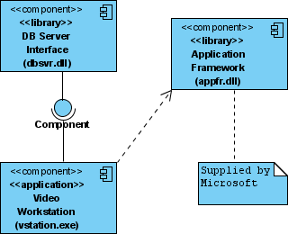 <<component>>
<<library>>
DB Server
Interface
(dbsvr.dll)
<<component>>
<<library>>
Application
Framework
(appfr.dll)
Component
<<component>>
<<application>>
Video
Workstation
(vstation.exe)
Supplied by
Microsoft